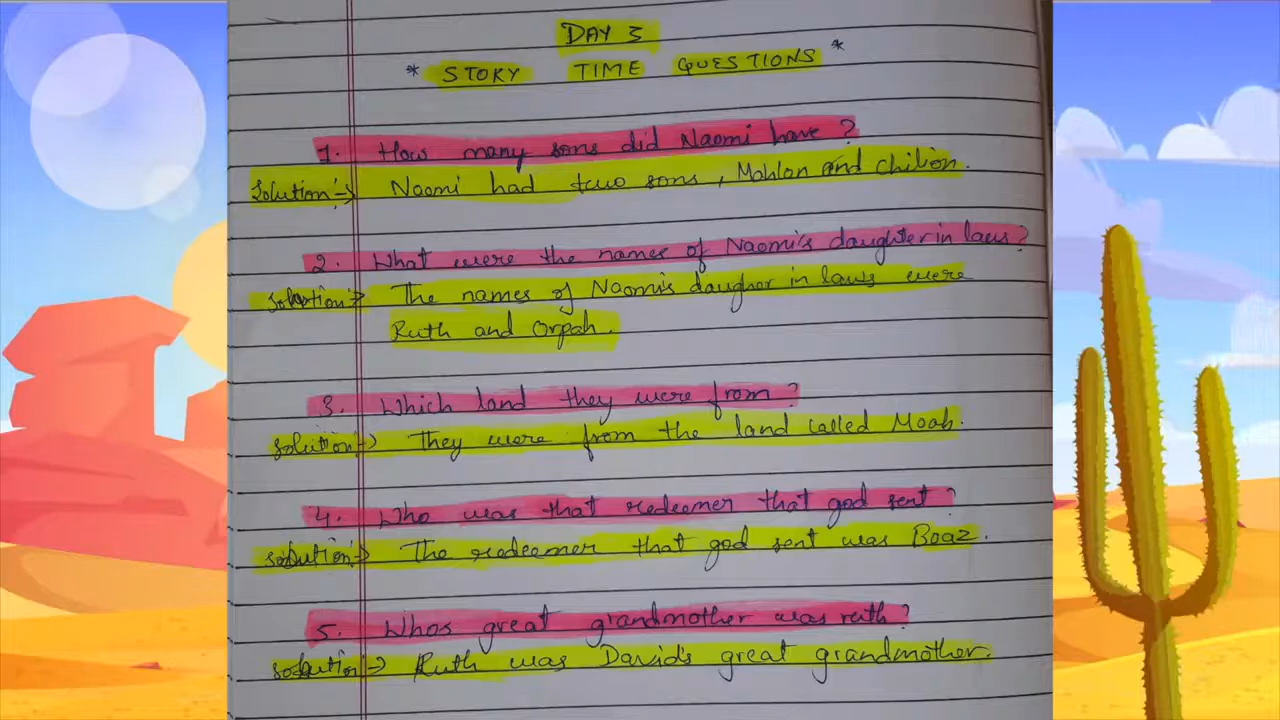 DAY 3
* STORY TIME QUESTIONS *
1. How many sons did Naomi have ?
Solution :-> Naomi had two sons, Mahlon and chilion.
2. What were the names of Naomi's daughter in laws?
Solution :-> The names of Naomi's daugher in laws were
Ruth and Orpah.
3. Which land they were from ?
Solution :-> They were from the land called Moab.
4. Who was that redeemer that god sent ?
Solution :-> The redeemer that god sent was Boaz.
5. Whos great grandmother was ruth ?
Solution :-> Ruth was David's great grandmother.